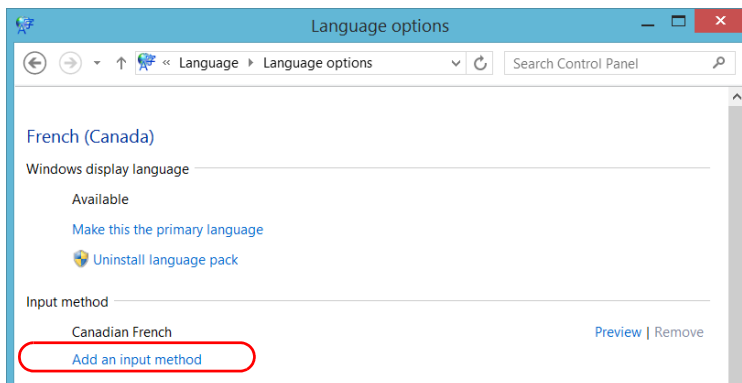 Language options
« Language ▸ Language options
Search Control Panel
French (Canada)
Windows display language
Available
Make this the primary language
Uninstall language pack
Input method
Canadian French
Preview | Remove
Add an input method